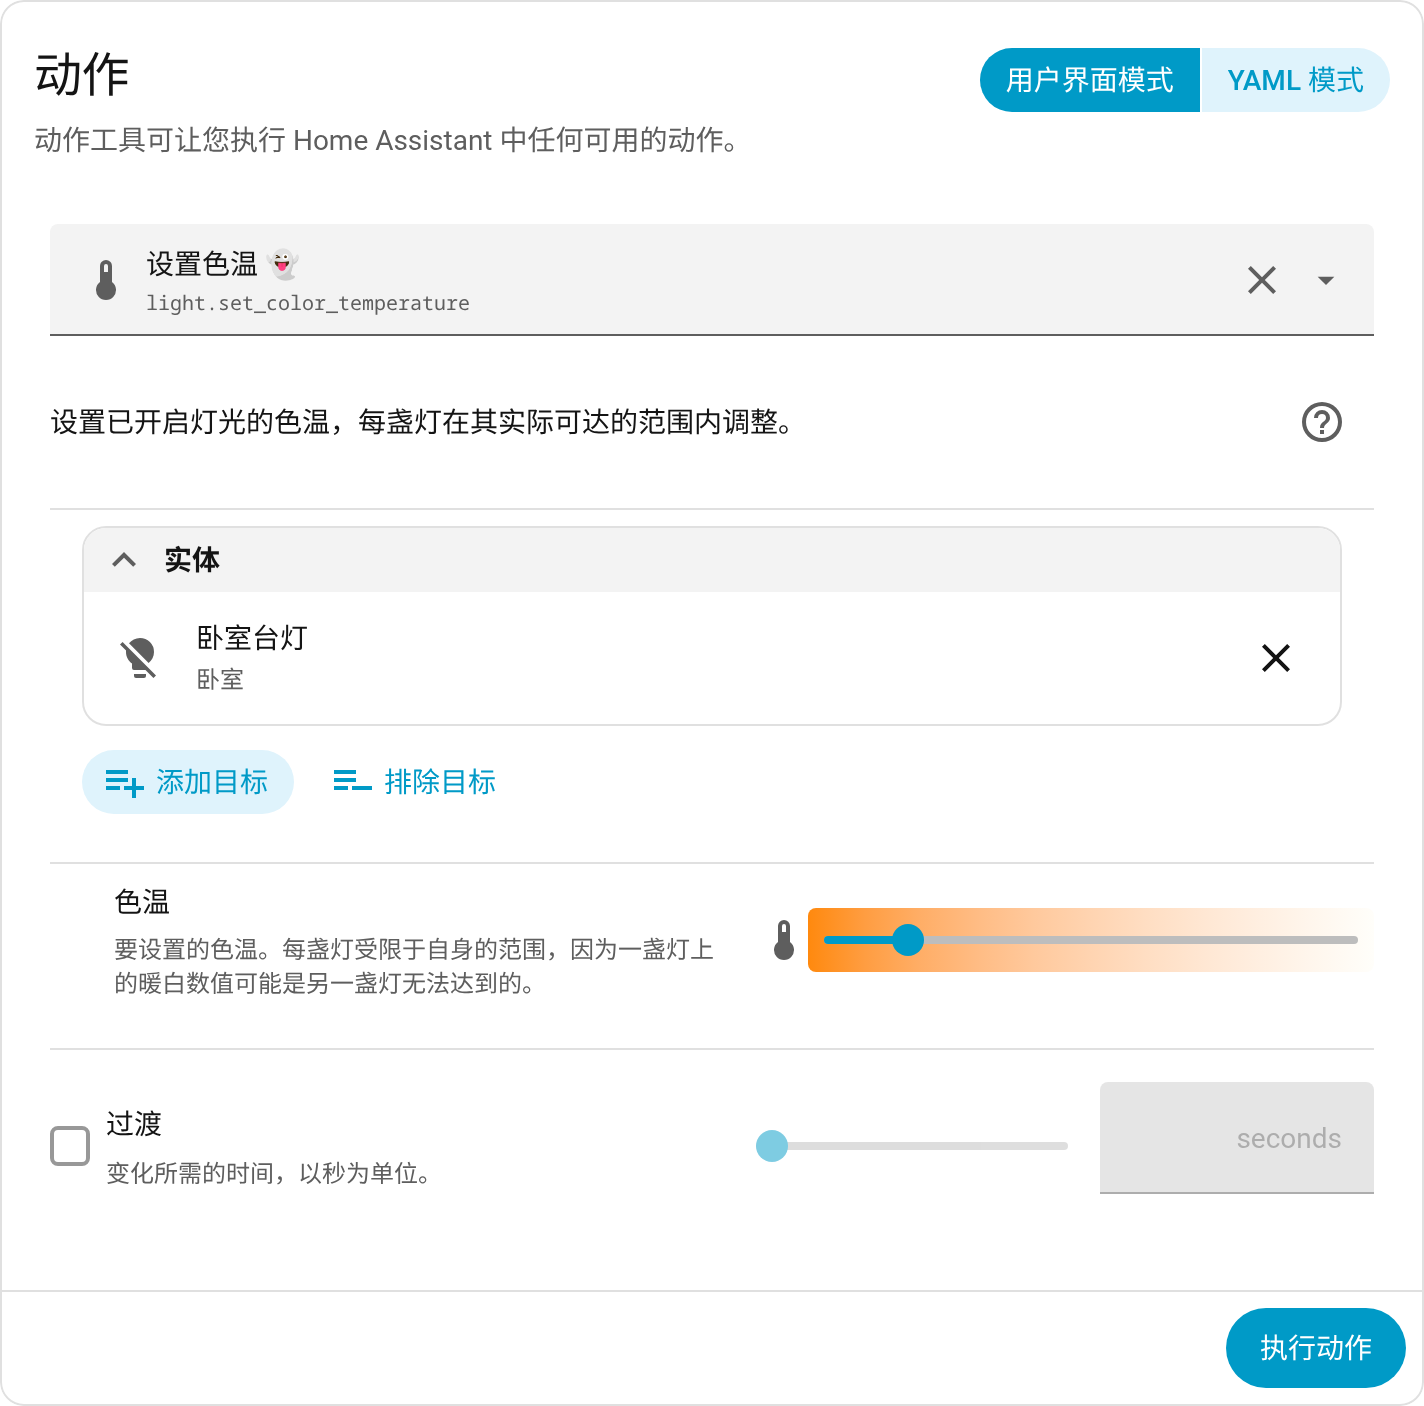 动作
用户界面模式
YAML 模式
动作工具可让您执行 Home Assistant 中任何可用的动作。
设置色温 👻
light.set_color_temperature
设置已开启灯光的色温，每盏灯在其实际可达的范围内调整。
实体
卧室台灯
卧室
添加目标
排除目标
色温
要设置的色温。每盏灯受限于自身的范围，因为一盏灯上
的暖白数值可能是另一盏灯无法达到的。
过渡
变化所需的时间，以秒为单位。
seconds
执行动作